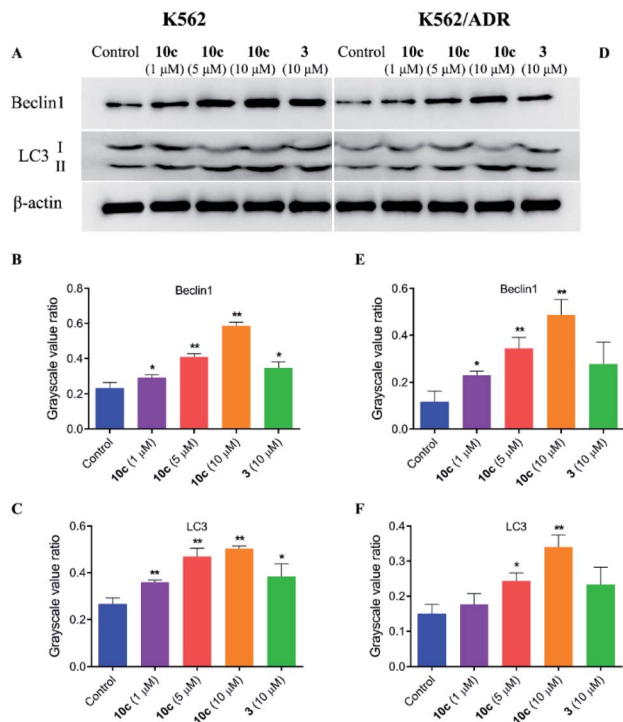 K562 K562/ADR
A Control 10c 10c 10c 3 Control 10c 10c 10c 3 D
(1 μM) (5 μM) (10 μM) (10 μM) (1 μM) (5 μM) (10 μM) (10 μM)
Beclin1
LC3 I
II
β-actin
B
Beclin1
Grayscale value ratio
0.8
0.6
0.4
0.2
0.0
* ** ** *
Control
10c (1 μM)
10c (5 μM)
10c (10 μM)
3 (10 μM)
E
Beclin1
Grayscale value ratio
0.6
0.4
0.2
0.0
* ** **
Control
10c (1 μM)
10c (5 μM)
10c (10 μM)
3 (10 μM)
C
LC3
Grayscale value ratio
0.6
0.4
0.2
0.0
** ** ** *
Control
10c (1 μM)
10c (5 μM)
10c (10 μM)
3 (10 μM)
F
LC3
Grayscale value ratio
0.4
0.3
0.2
0.1
0.0
* **
Control
10c (1 μM)
10c (5 μM)
10c (10 μM)
3 (10 μM)